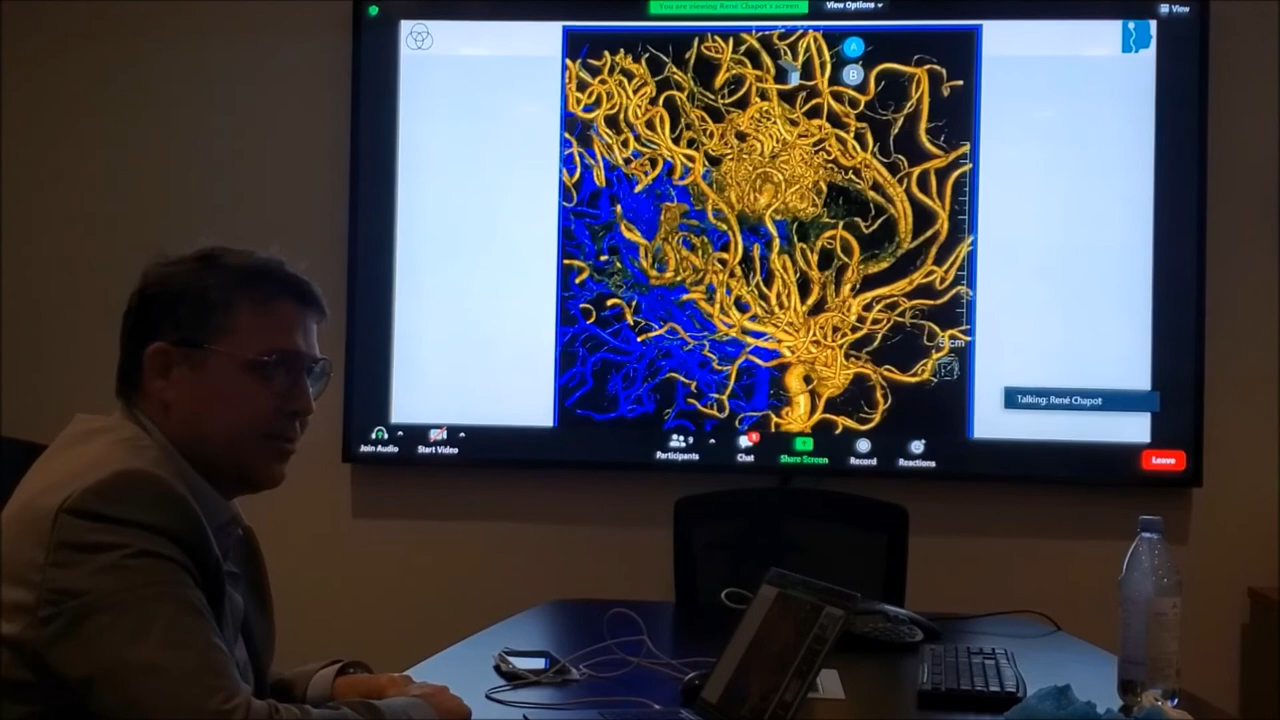 You are viewing René Chapot's screen
View Options
View
A
B
5 cm
Talking: René Chapot
Join Audio
Start Video
9
Participants
Chat
Share Screen
Record
Reactions
Leave